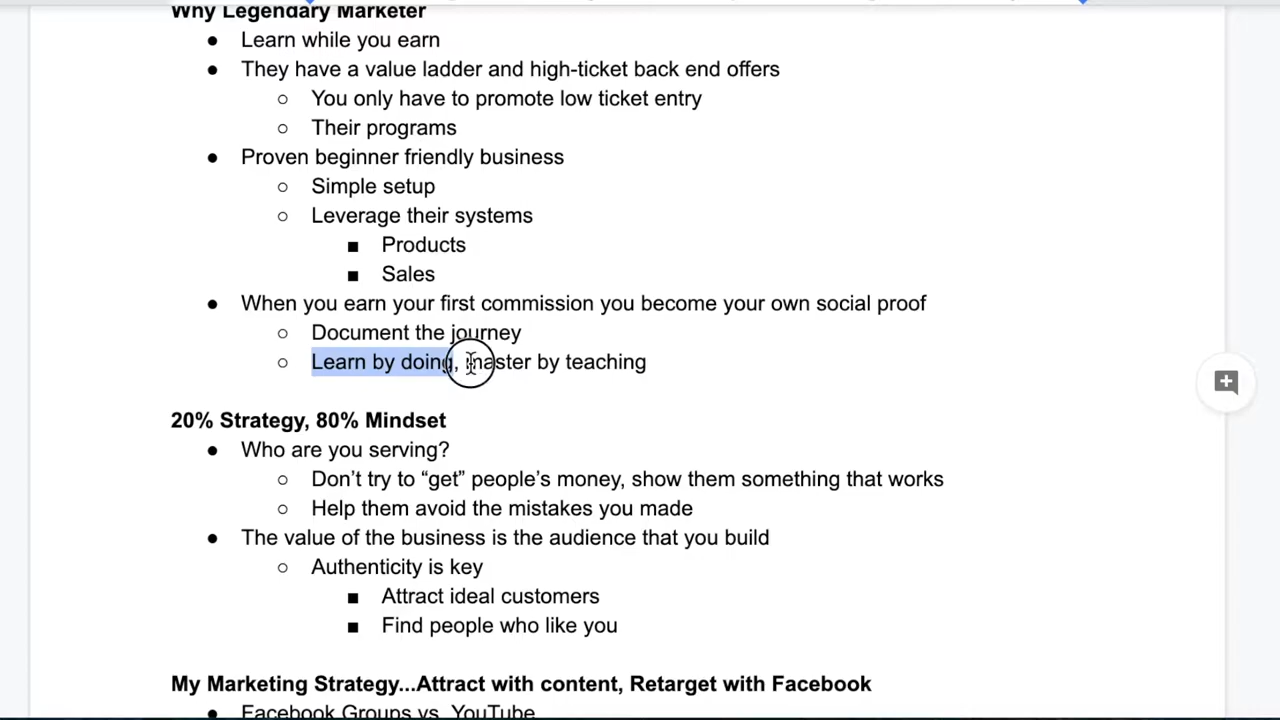 Why Legendary Marketer
● Learn while you earn
● They have a value ladder and high-ticket back end offers
○ You only have to promote low ticket entry
○ Their programs
● Proven beginner friendly business
○ Simple setup
○ Leverage their systems
■ Products
■ Sales
● When you earn your first commission you become your own social proof
○ Document the journey
○ Learn by doing, master by teaching
20% Strategy, 80% Mindset
● Who are you serving?
○ Don’t try to “get” people’s money, show them something that works
○ Help them avoid the mistakes you made
● The value of the business is the audience that you build
○ Authenticity is key
■ Attract ideal customers
■ Find people who like you
My Marketing Strategy...Attract with content, Retarget with Facebook
● Facebook Groups vs. YouTube